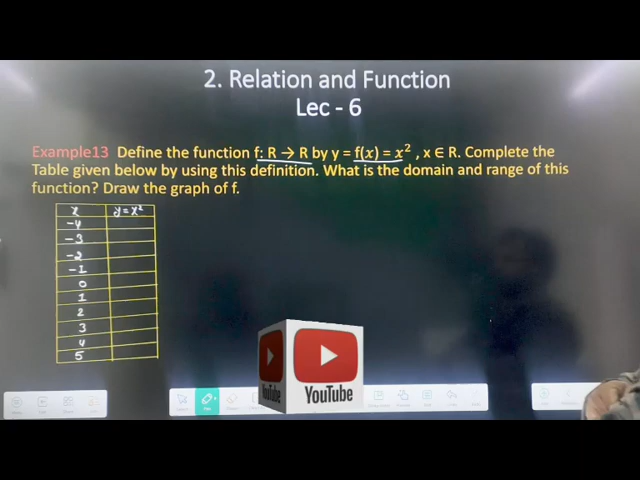 2. Relation and Function
Lec - 6
Example13 Define the function f: R → R by y = f(x) = x² , x ∈ R. Complete the
Table given below by using this definition. What is the domain and range of this
function? Draw the graph of f.
x y = x²
-4
-3
-2
-1
0
1
2
3
4
5
YouTube
YouTube